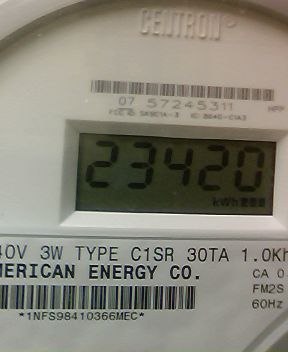 CENTRON
07 57245311
23420
kWh
40V 3W TYPE C1SR 30TA 1.0Kh
MERICAN ENERGY CO.
CA 0
FM2S
60Hz
*1NFS98410366MEC*